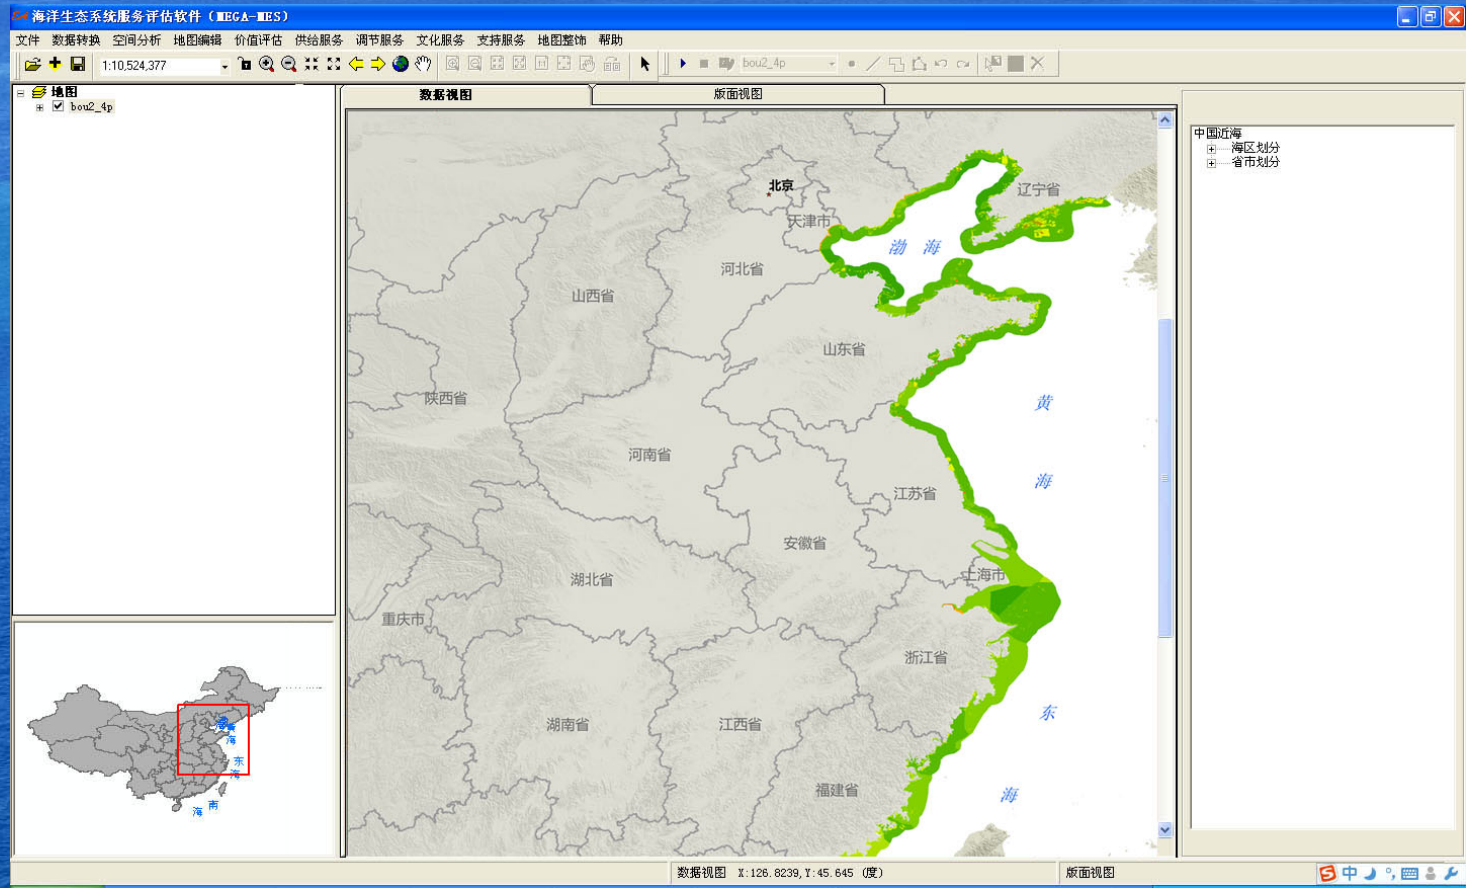 海洋生态系统服务评估软件（MEGA-MES）
文件 数据转换 空间分析 地图编辑 价值评估 供给服务 调节服务 文化服务 支持服务 地图整饰 帮助
1:10,524,377
bou2_4p
地图
bou2_4p
数据视图
版面视图
中国近海
海区划分
省市划分
北京
辽宁省
天津市
渤 海
河北省
山西省
山东省
陕西省
黄
河南省
海
江苏省
安徽省
上海市
湖北省
重庆市
浙江省
东
湖南省
江西省
福建省
海
海
东
海
南
海
数据视图 X:126.8239,Y:45.645 (度)
版面视图
中